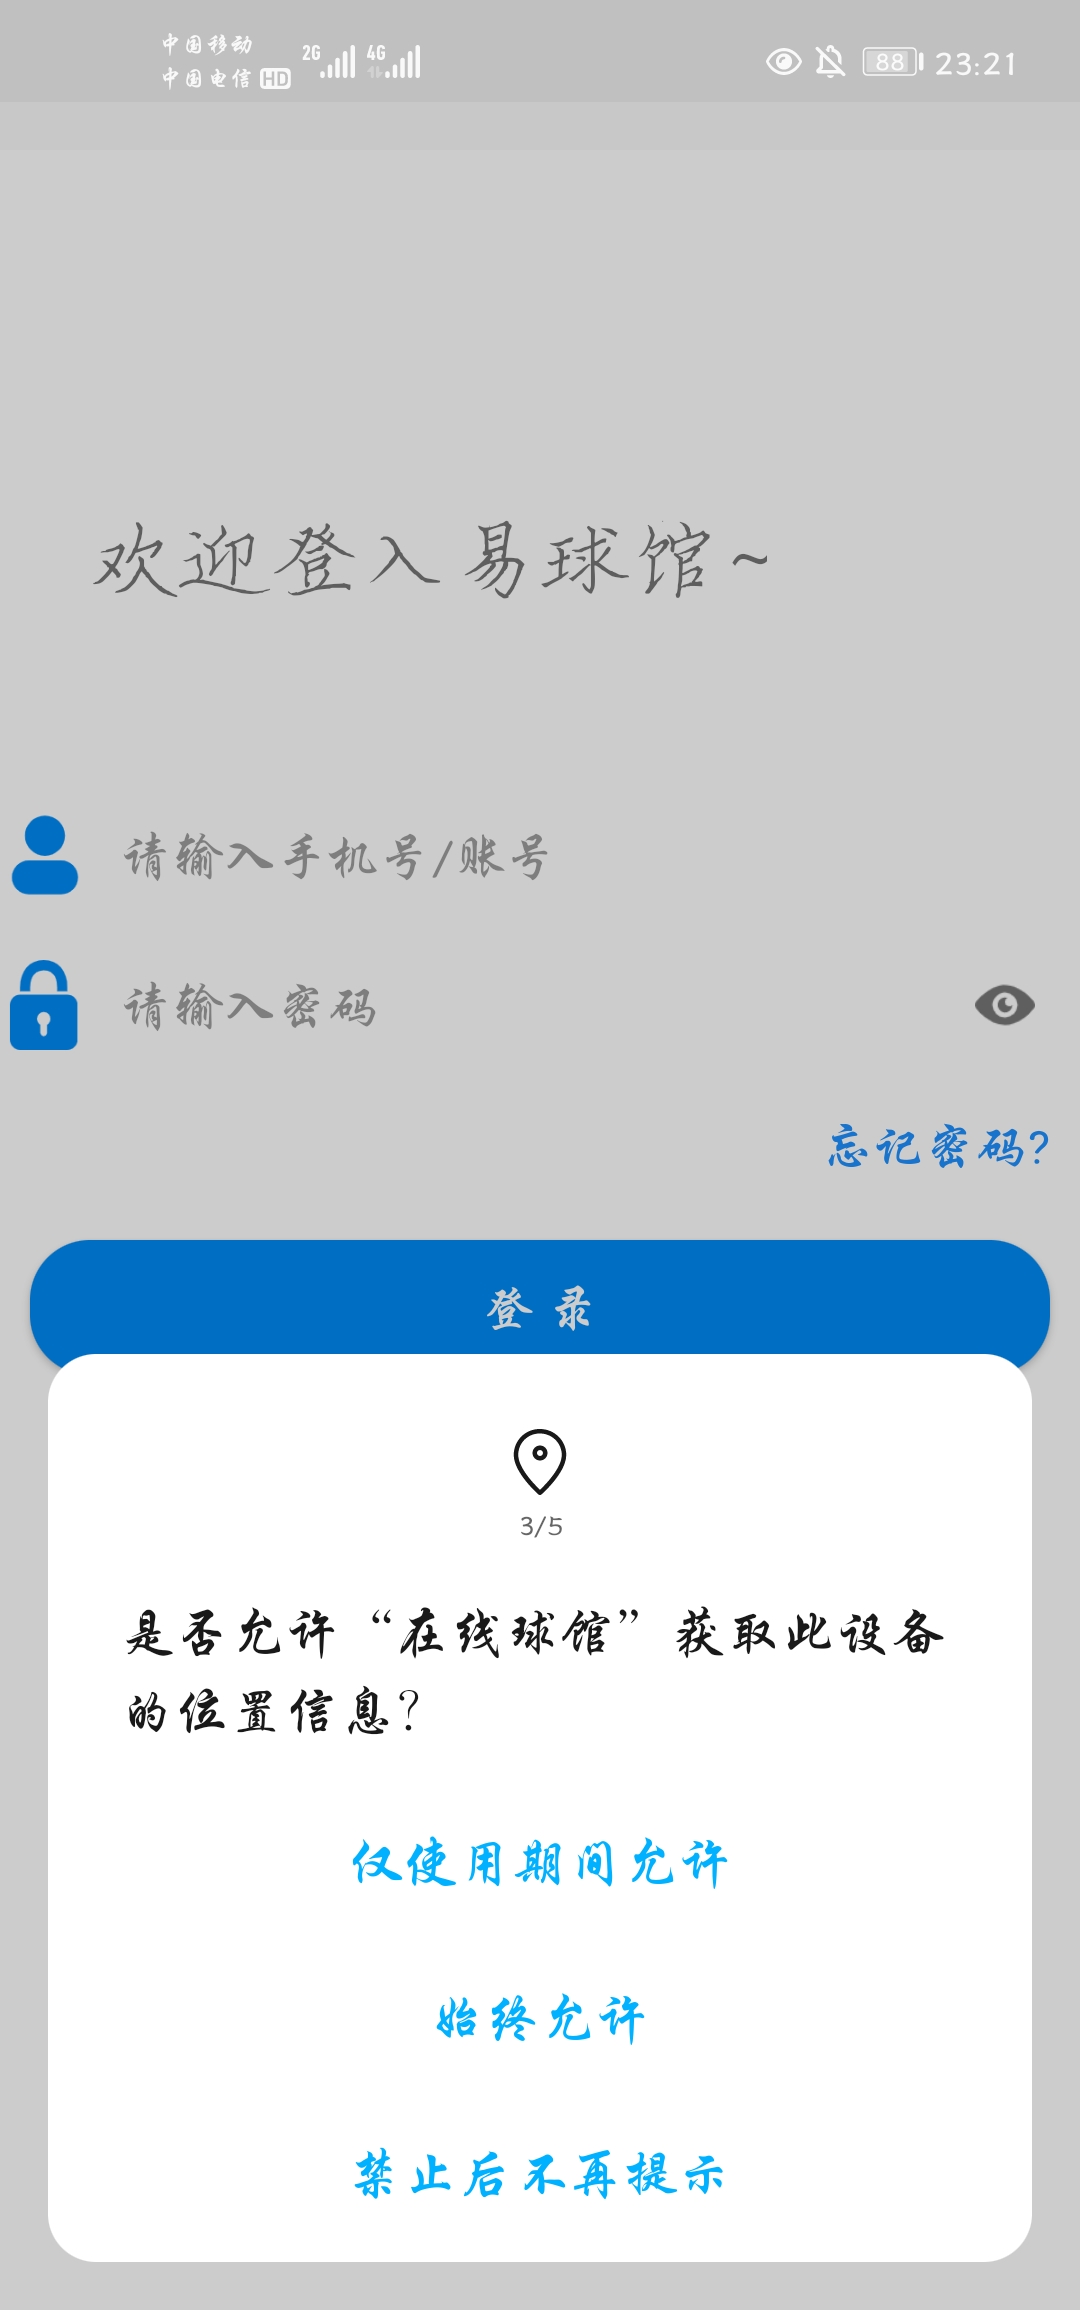 中国移动 2G 4G 88 23:21
中国电信 HD
欢迎登入易球馆~
请输入手机号/账号
请输入密码
忘记密码?
登 录
3/5
是否允许“在线球馆”获取此设备
的位置信息?
仅使用期间允许
始终允许
禁止后不再提示